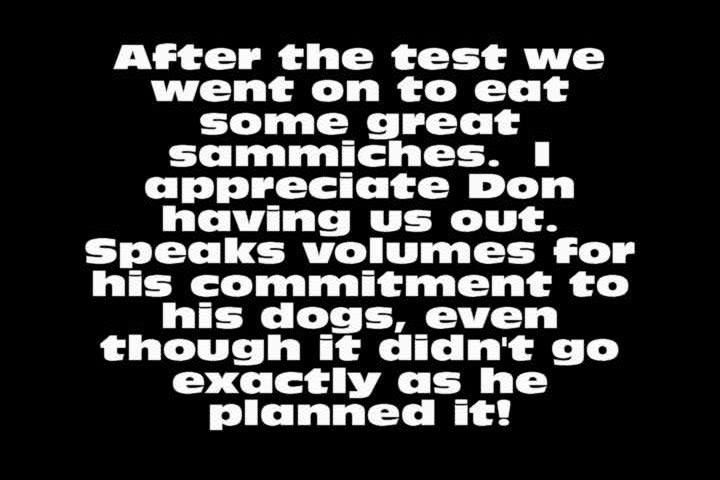 After the test we
went on to eat
some great
sammiches.  I
appreciate Don
having us out.
Speaks volumes for
his commitment to
his dogs, even
though it didn't go
exactly as he
planned it!